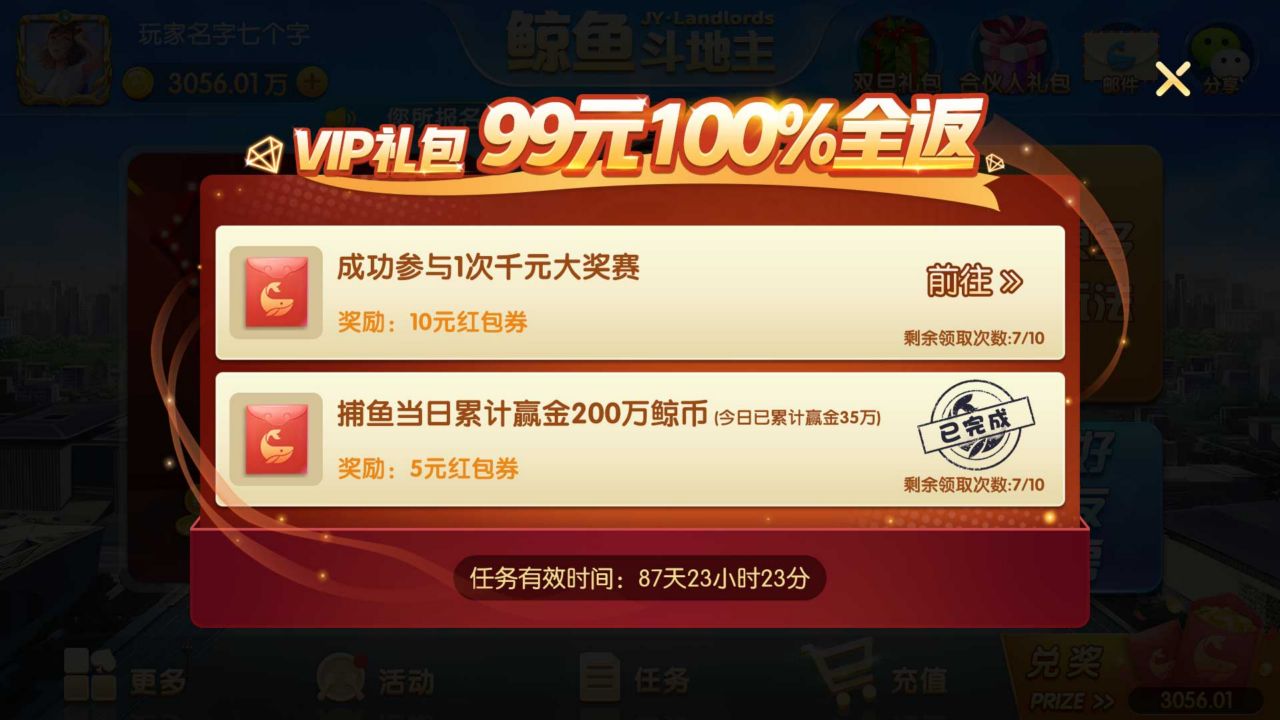 玩家名字七个字
3056.01万
鲸鱼
JY·Landlords
斗地主
双旦礼包
合伙人礼包
邮件
分享
您所报名
VIP礼包 99元100%全返
成功参与1次千元大奖赛
奖励：10元红包券
前往
剩余领取次数:7/10
捕鱼当日累计赢金200万鲸币 (今日已累计赢金35万)
奖励：5元红包券
已完成
剩余领取次数:7/10
任务有效时间：87天23小时23分
更多
活动
任务
充值
兑奖
PRIZE >>
3056.01